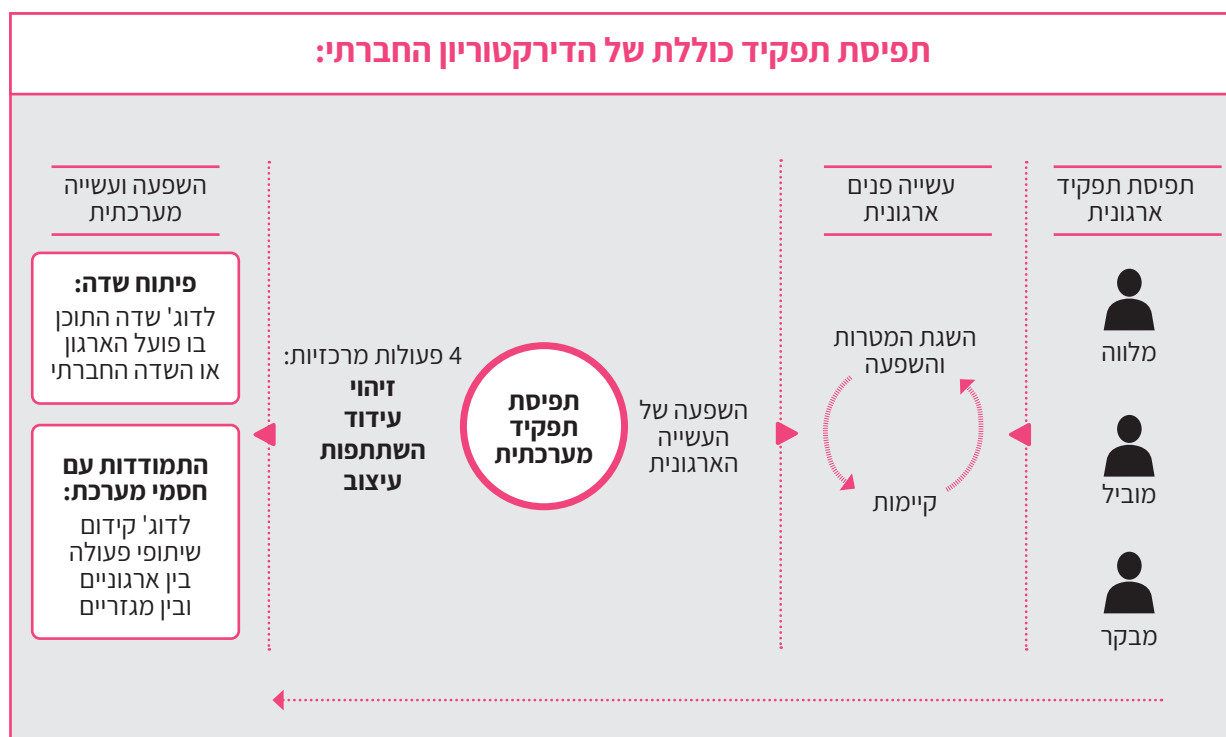 תפיסת תפקיד כוללת של הדירקטוריון החברתי:
תפיסת תפקיד
ארגונית
מלווה
מוביל
מבקר
עשייה פנים
ארגונית
השגת המטרות
והשפעה
קיימות
השפעה של
העשייה
הארגונית
תפיסת
תפקיד
מערכתית
4 פעולות מרכזיות:
זיהוי
עידוד
השתתפות
עיצוב
השפעה ועשייה
מערכתית
פיתוח שדה:
לדוג' שדה התוכן
בו פועל הארגון
או השדה החברתי
התמודדות עם
חסמי מערכת:
לדוג' קידום
שיתופי פעולה
בין ארגוניים
ובין מגזריים